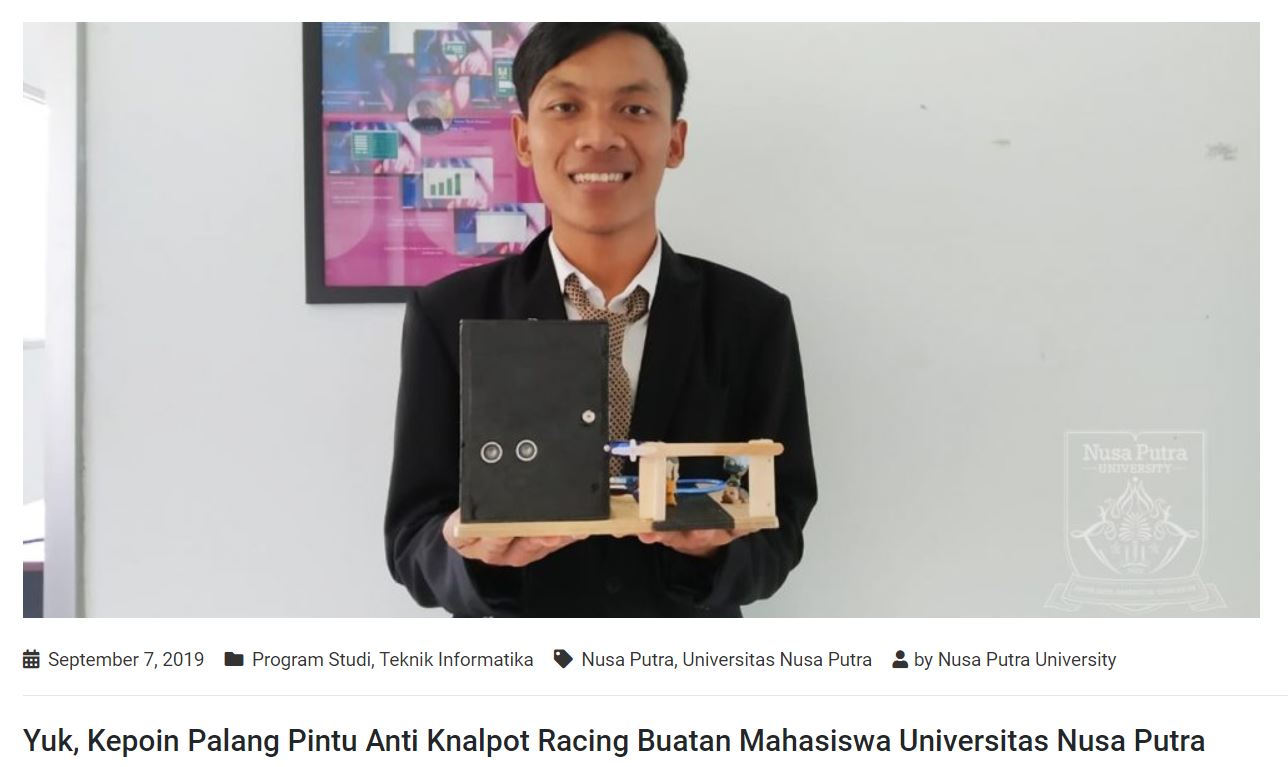 Nusa Putra
UNIVERSITY
September 7, 2019 Program Studi, Teknik Informatika Nusa Putra, Universitas Nusa Putra by Nusa Putra University
Yuk, Kepoin Palang Pintu Anti Knalpot Racing Buatan Mahasiswa Universitas Nusa Putra